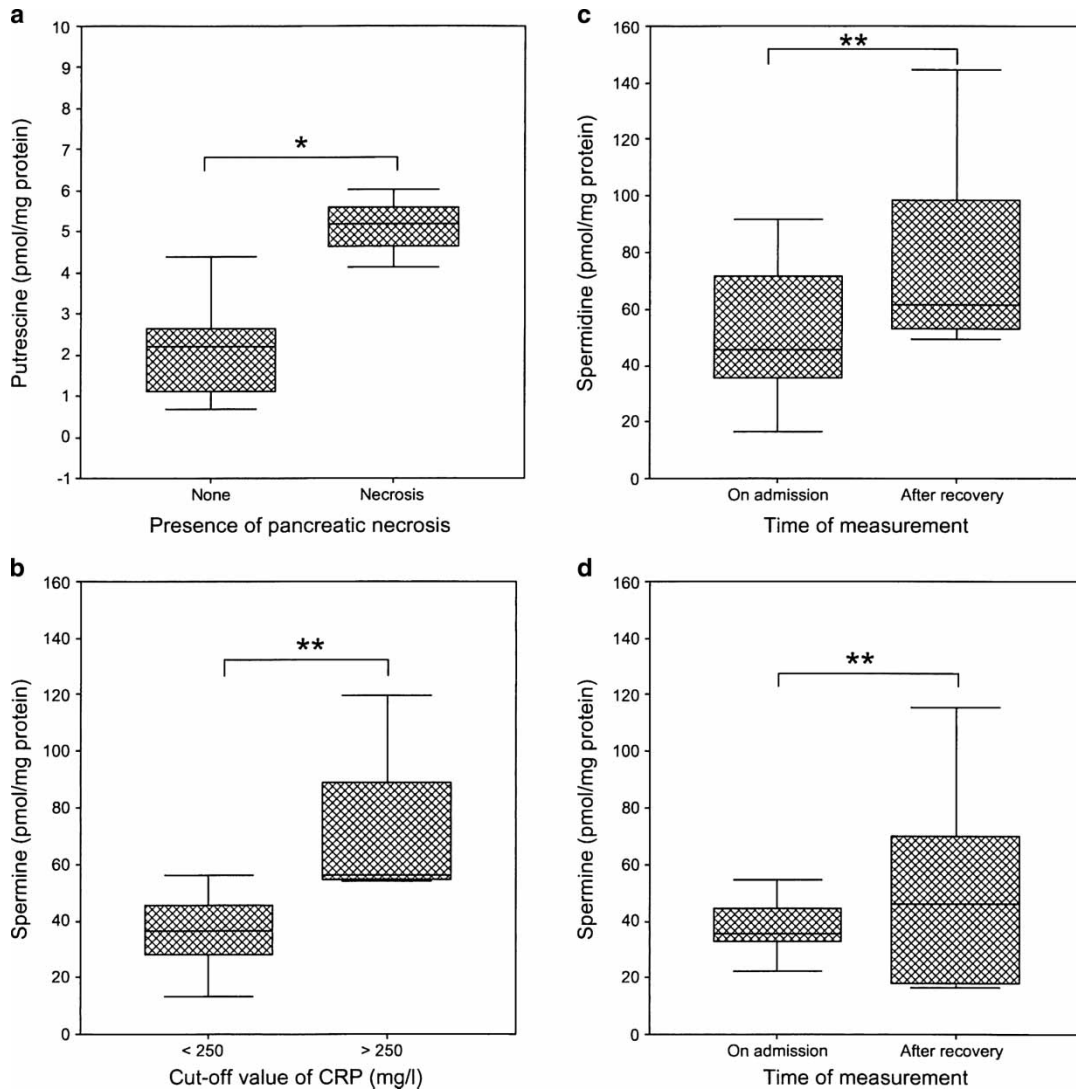 a
Putrescine (pmol/mg protein)
10
9
8
7
6
5
4
3
2
1
0
-1
*
None Necrosis
Presence of pancreatic necrosis
c
Spermidine (pmol/mg protein)
160
140
120
100
80
60
40
20
0
**
On admission After recovery
Time of measurement
b
Spermine (pmol/mg protein)
160
140
120
100
80
60
40
20
0
**
< 250 > 250
Cut-off value of CRP (mg/l)
d
Spermine (pmol/mg protein)
160
140
120
100
80
60
40
20
0
**
On admission After recovery
Time of measurement